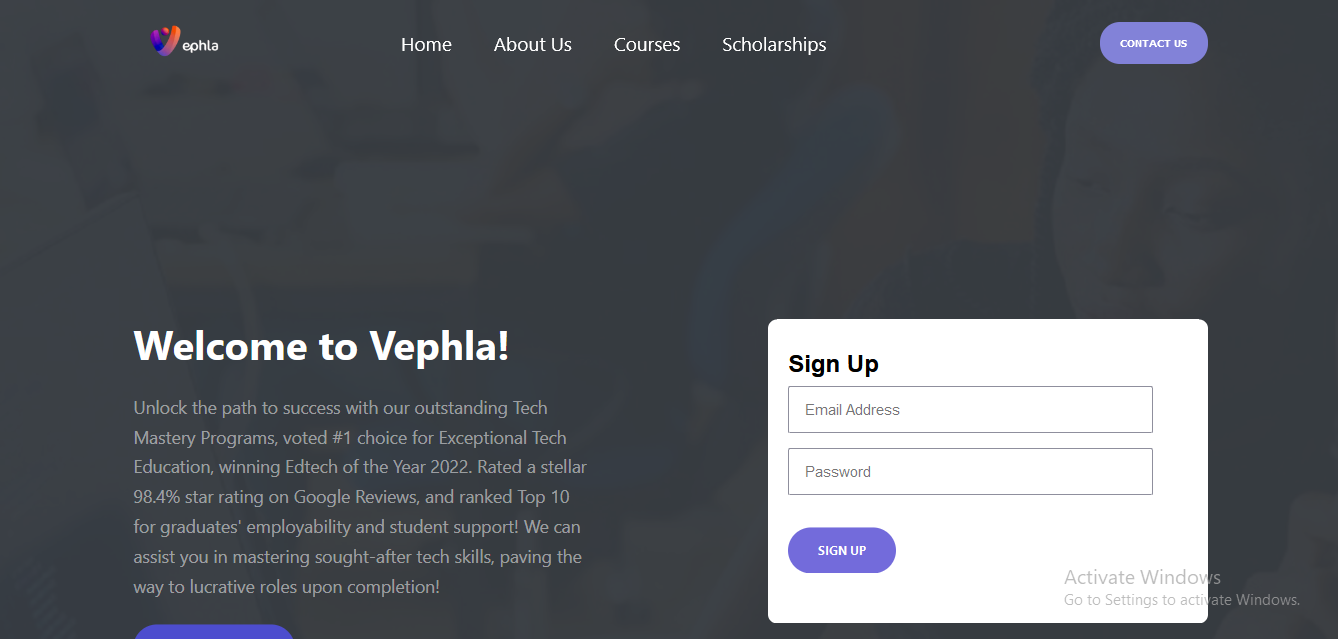 ephla
Home
About Us
Courses
Scholarships
CONTACT US
Welcome to Vephla!
Unlock the path to success with our outstanding Tech
Mastery Programs, voted #1 choice for Exceptional Tech
Education, winning Edtech of the Year 2022. Rated a stellar
98.4% star rating on Google Reviews, and ranked Top 10
for graduates' employability and student support! We can
assist you in mastering sought-after tech skills, paving the
way to lucrative roles upon completion!
Sign Up
Email Address
Password
SIGN UP
Activate Windows
Go to Settings to activate Windows.